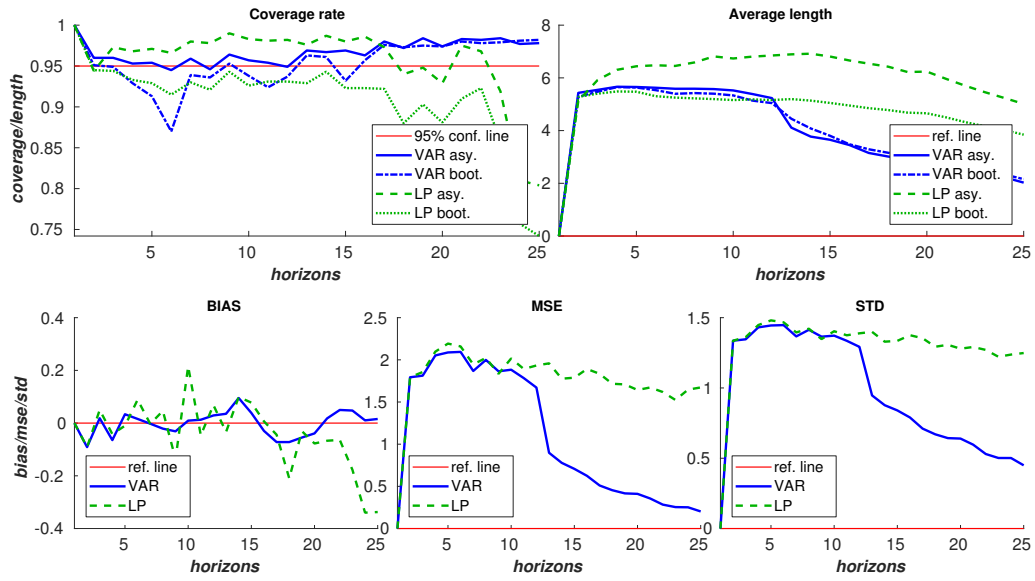 Coverage rate
coverage/length
1
0.95
0.9
0.85
0.8
0.75
5
10
15
20
25
horizons
95% conf. line
VAR asy.
VAR boot.
LP asy.
LP boot.
Average length
8
6
4
2
0
5
10
15
20
25
horizons
ref. line
VAR asy.
VAR boot.
LP asy.
LP boot.
BIAS
bias/mse/std
0.4
0.2
0
-0.2
-0.4
5
10
15
20
25
horizons
ref. line
VAR
LP
MSE
2.5
2
1.5
1
0.5
0
5
10
15
20
25
horizons
ref. line
VAR
LP
STD
1.5
1
0.5
0
5
10
15
20
25
horizons
ref. line
VAR
LP